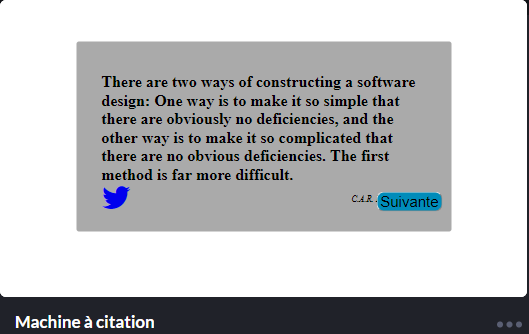 There are two ways of constructing a software
design: One way is to make it so simple that
there are obviously no deficiencies, and the
other way is to make it so complicated that
there are no obvious deficiencies. The first
method is far more difficult.
C.A.R.
Suivante
Machine à citation